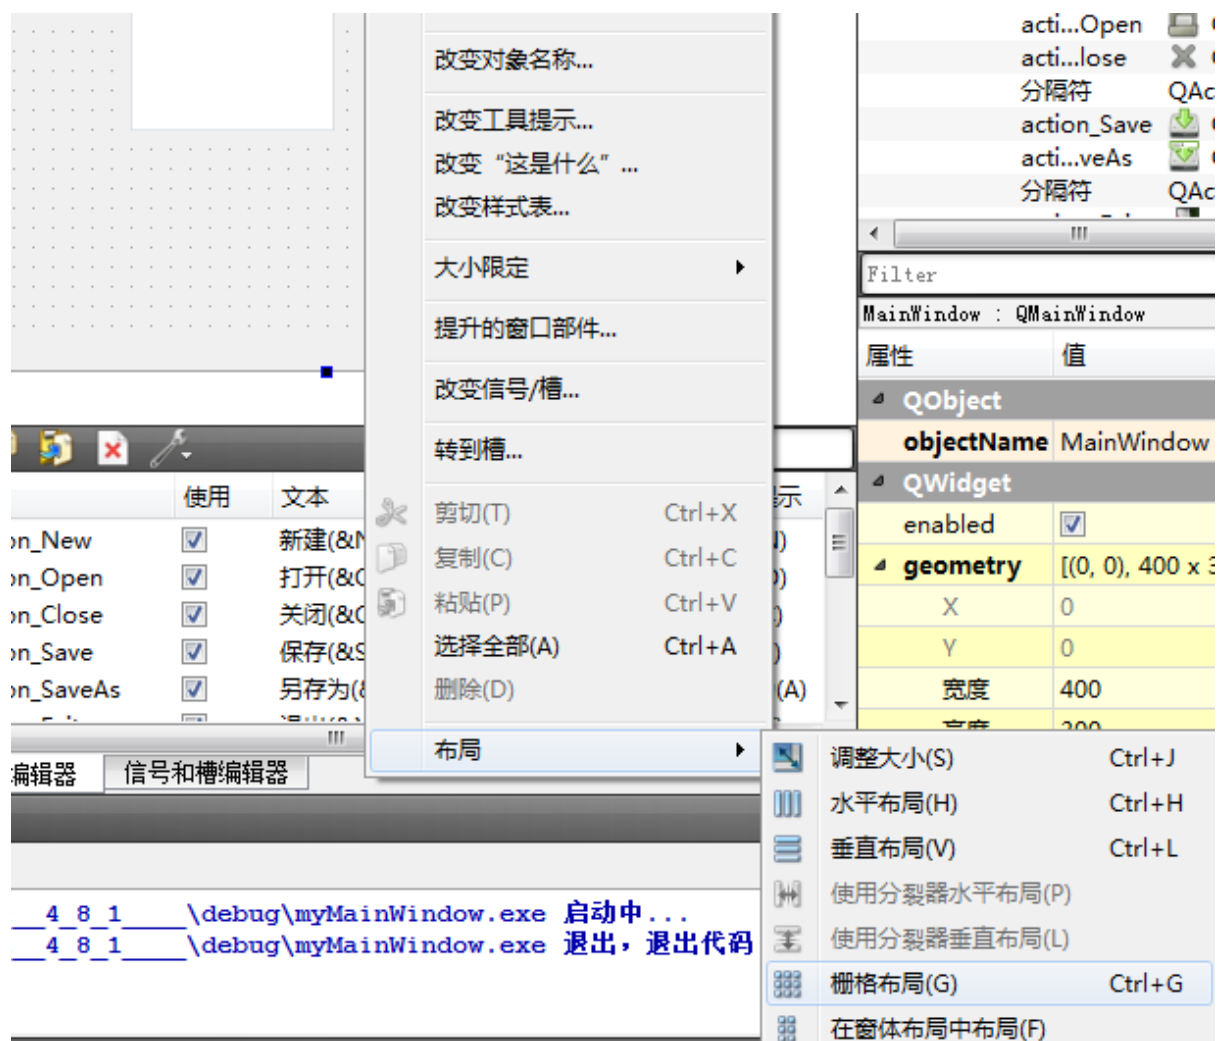 改变对象名称...
改变工具提示...
改变“这是什么”...
改变样式表...
大小限定
提升的窗口部件...
改变信号/槽...
转到槽...
剪切(T) Ctrl+X
复制(C) Ctrl+C
粘贴(P) Ctrl+V
选择全部(A) Ctrl+A
删除(D)
布局
调整大小(S) Ctrl+J
水平布局(H) Ctrl+H
垂直布局(V) Ctrl+L
使用分裂器水平布局(P)
使用分裂器垂直布局(L)
栅格布局(G) Ctrl+G
在窗体布局中布局(F)
acti...Open
acti...lose
分隔符 QAc
action_Save
acti...veAs
分隔符 QAc
Filter
MainWindow : QMainWindow
属性 值
QObject
objectName MainWindow
QWidget
enabled
geometry [(0, 0), 400 x 3
X 0
Y 0
宽度 400
使用 文本 示
on_New 新建(&N
on_Open 打开(&O
on_Close 关闭(&C
on_Save 保存(&S
on_SaveAs 另存为(& (A)
编辑器 信号和槽编辑器
__4_8_1____\debug\myMainWindow.exe 启动中...
__4_8_1____\debug\myMainWindow.exe 退出，退出代码